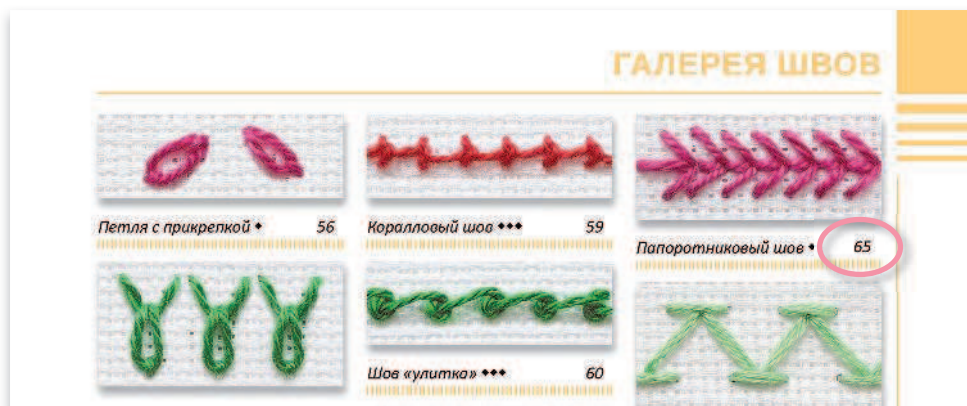 ГАЛЕРЕЯ ШВОВ
Петля с прикрепкой ◆ 56
Коралловый шов ◆◆◆ 59
Папоротниковый шов ◆ 65
Шов «улитка» ◆◆◆ 60